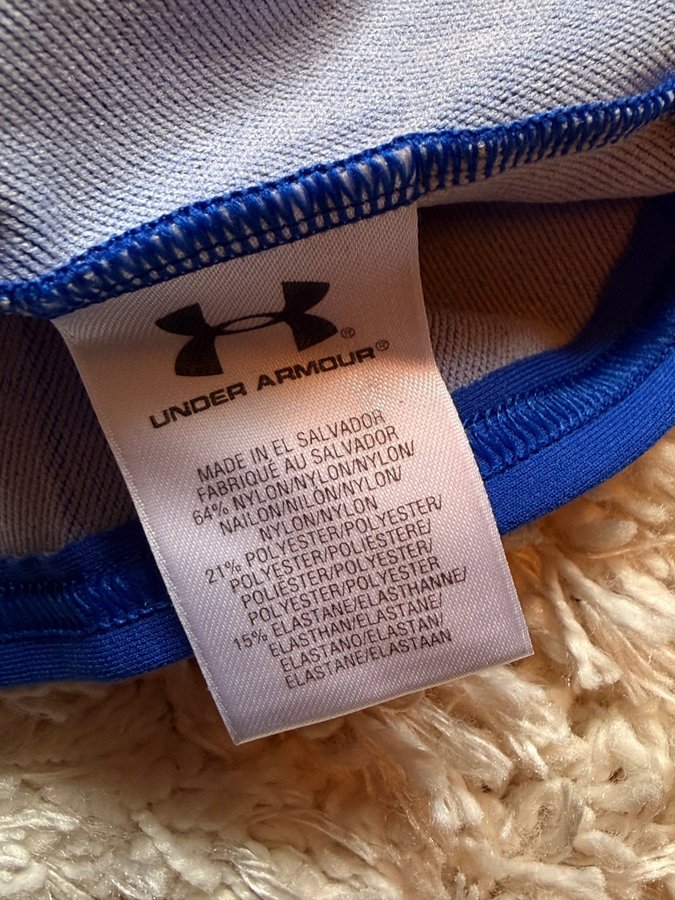 ®
UNDER ARMOUR®
MADE IN EL SALVADOR
FABRIQUE AU SALVADOR
64% NYLON/NYLON/NYLON/
NAILON/NILON/NYLON/
NYLON/NYLON
21% POLYESTER/POLYESTER/
POLYESTER/POLIESTERE/
POLIESTER/POLYESTER/
POLYESTER/POLYESTER
15% ELASTANE/ELASTHANNE/
ELASTHAN/ELASTANE/
ELASTANO/ELASTAN/
ELASTANE/ELASTAAN